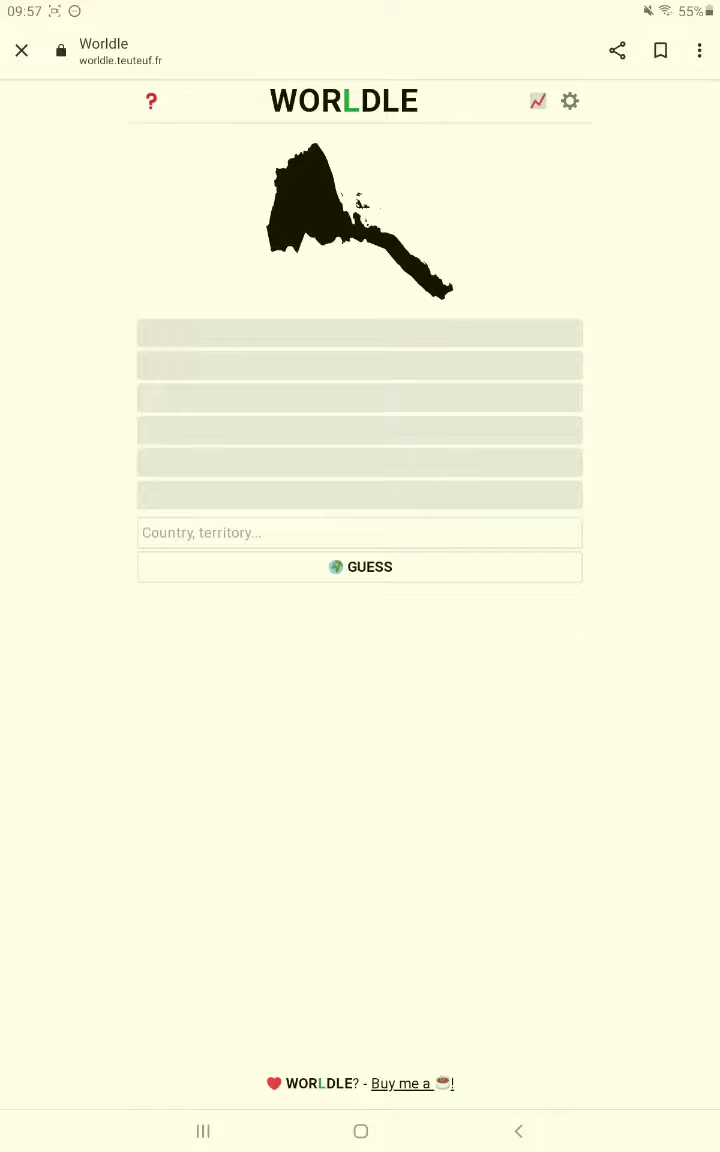 09:57
55%
Worldle
worldle.teuteuf.fr
? WORLDLE
Country, territory...
GUESS
WORLDLE? - Buy me a !